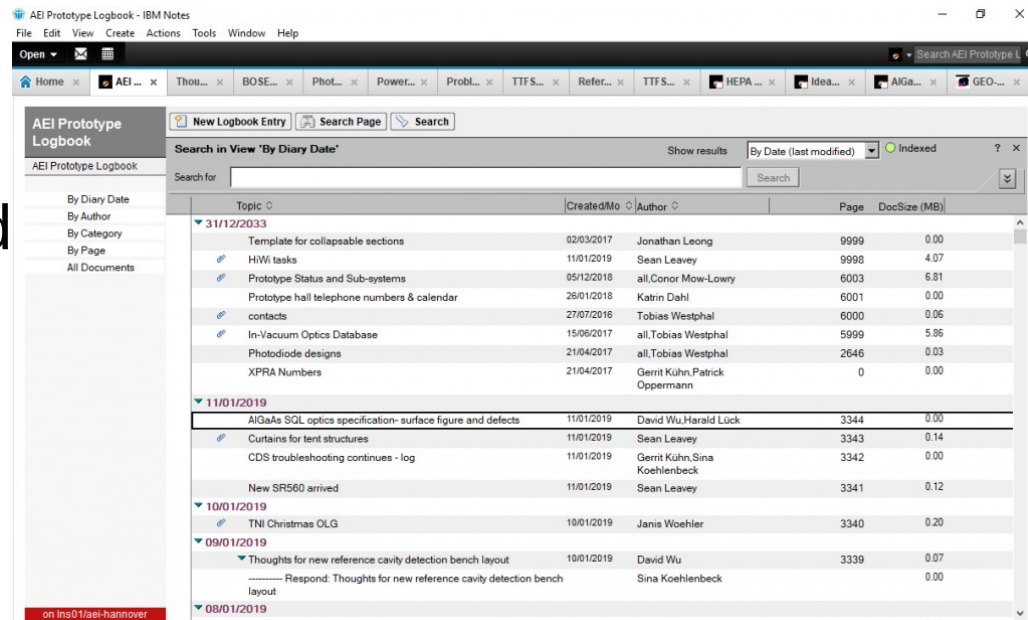 AEI Prototype Logbook - IBM Notes
File Edit View Create Actions Tools Window Help
Open
Search AEI Prototype L
Home AEI ... Thou... BOSE... Phot... Power... Probl... TTFS... Refer... TTFS... HEPA ... Idea... AlGa... GEO-...
AEI Prototype Logbook
New Logbook Entry Search Page Search
AEI Prototype Logbook
By Diary Date
By Author
By Category
By Page
All Documents
d
Search in View 'By Diary Date' Show results By Date (last modified) Indexed ? ×
Search for Search
Topic Created/Mo Author Page DocSize (MB)
31/12/2033
Template for collapsable sections 02/03/2017 Jonathan Leong 9999 0.00
HiWi tasks 11/01/2019 Sean Leavey 9998 4.07
Prototype Status and Sub-systems 05/12/2018 all,Conor Mow-Lowry 6003 6.81
Prototype hall telephone numbers & calendar 26/01/2018 Katrin Dahl 6001 0.00
contacts 27/07/2016 Tobias Westphal 6000 0.06
In-Vacuum Optics Database 15/06/2017 all,Tobias Westphal 5999 5.86
Photodiode designs 21/04/2017 all,Tobias Westphal 2646 0.03
XPRA Numbers 21/04/2017 Gerrit Kühn,Patrick 0 0.00
Oppermann
11/01/2019
AlGaAs SQL optics specification- surface figure and defects 11/01/2019 David Wu,Harald Lück 3344 0.00
Curtains for tent structures 11/01/2019 Sean Leavey 3343 0.14
CDS troubleshooting continues - log 11/01/2019 Gerrit Kühn,Sina 3342 0.00
Koehlenbeck
New SR560 arrived 11/01/2019 Sean Leavey 3341 0.12
10/01/2019
TNI Christmas OLG 10/01/2019 Janis Woehler 3340 0.20
09/01/2019
Thoughts for new reference cavity detection bench layout 10/01/2019 David Wu 3339 0.07
---------- Respond: Thoughts for new reference cavity detection bench Sina Koehlenbeck 0.00
layout
08/01/2019
on lns01/aei-hannover